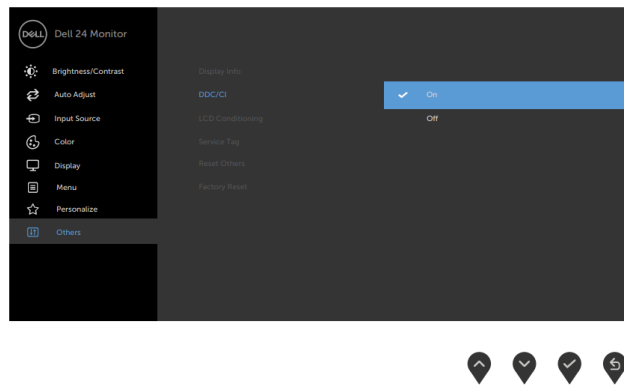 DELL Dell 24 Monitor
Brightness/Contrast
Auto Adjust
Input Source
Color
Display
Menu
Personalize
Others
Display Info
DDC/CI
LCD Conditioning
Service Tag
Reset Others
Factory Reset
On
Off